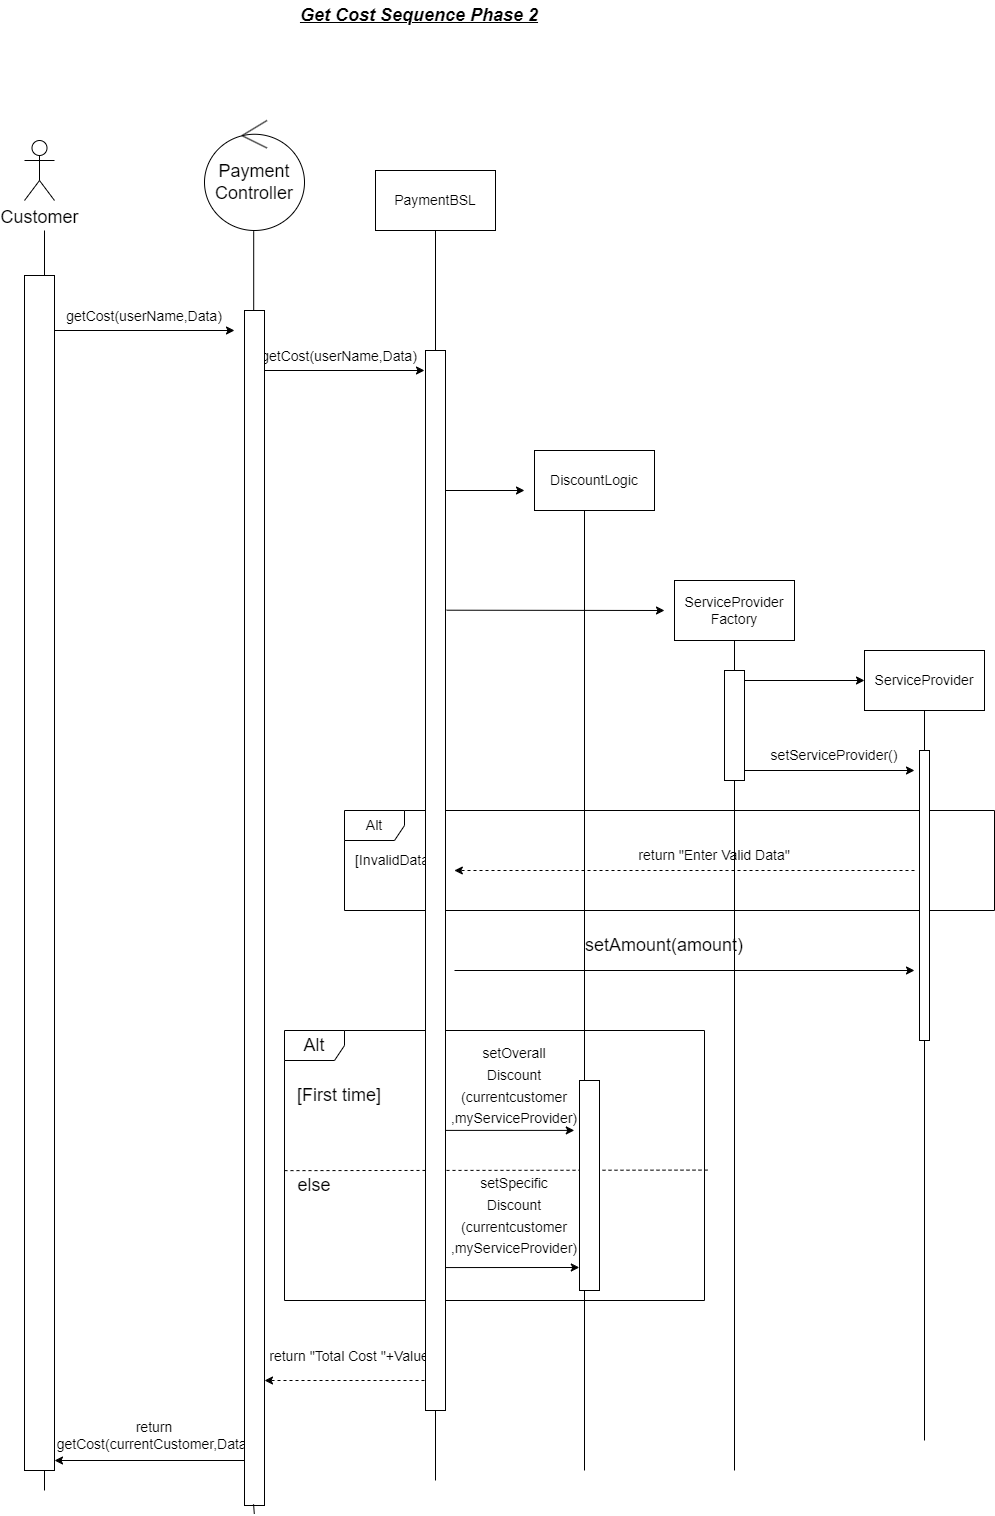 Get Cost Sequence Phase 2
Payment
Controller
Customer
PaymentBSL
getCost(userName,Data)
getCost(userName,Data)
DiscountLogic
ServiceProvider
Factory
ServiceProvider
setServiceProvider()
Alt
[InvalidData
return "Enter Valid Data"
setAmount(amount)
Alt
setOverall
Discount
[First time]
(currentcustomer
,myServiceProvider)
else
setSpecific
Discount
(currentcustomer
,myServiceProvider)
return "Total Cost "+Value
return
getCost(currentCustomer,Data